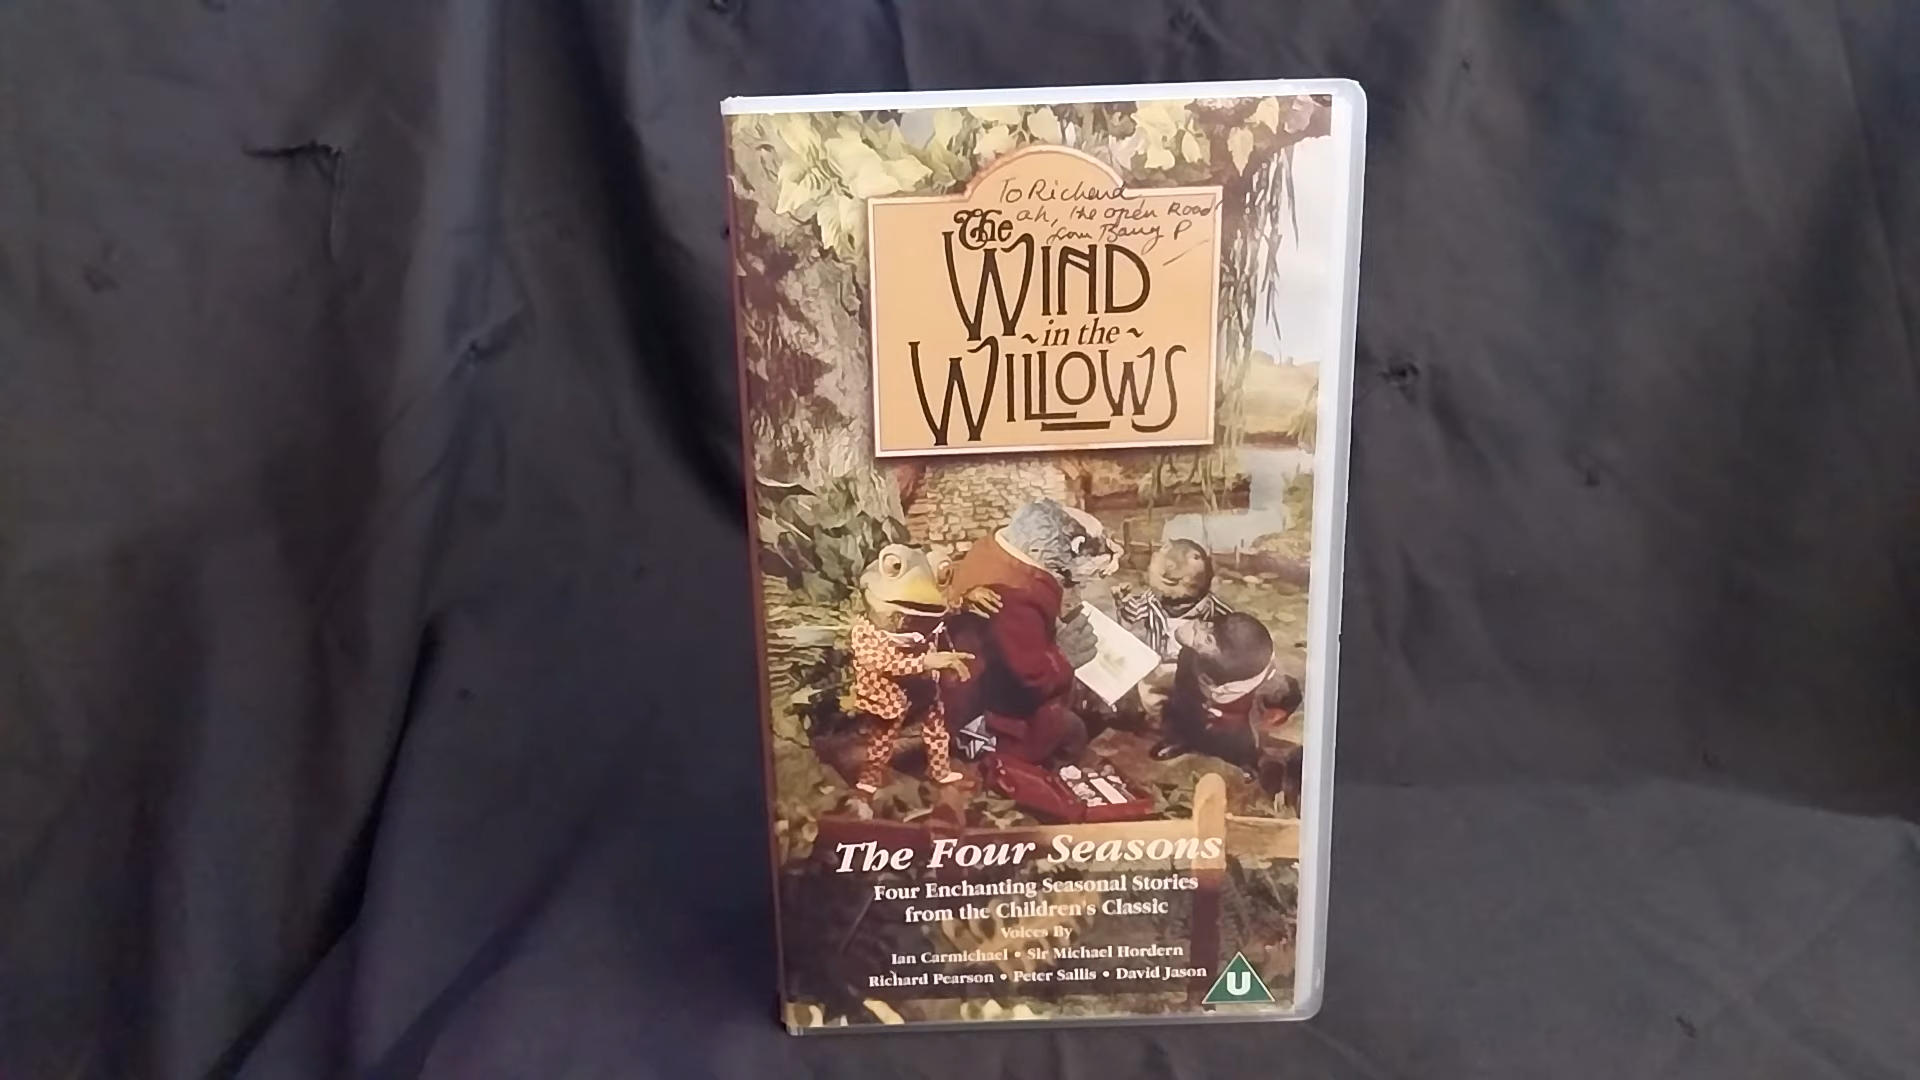 To Richard
ah, the open Road
from Barry P
The
WIND
~ in the ~
WILLOWS
The Four Seasons
Four Enchanting Seasonal Stories
from the Children's Classic
Voices By
Ian Carmichael • Sir Michael Hordern
Richard Pearson • Peter Sallis • David Jason
U